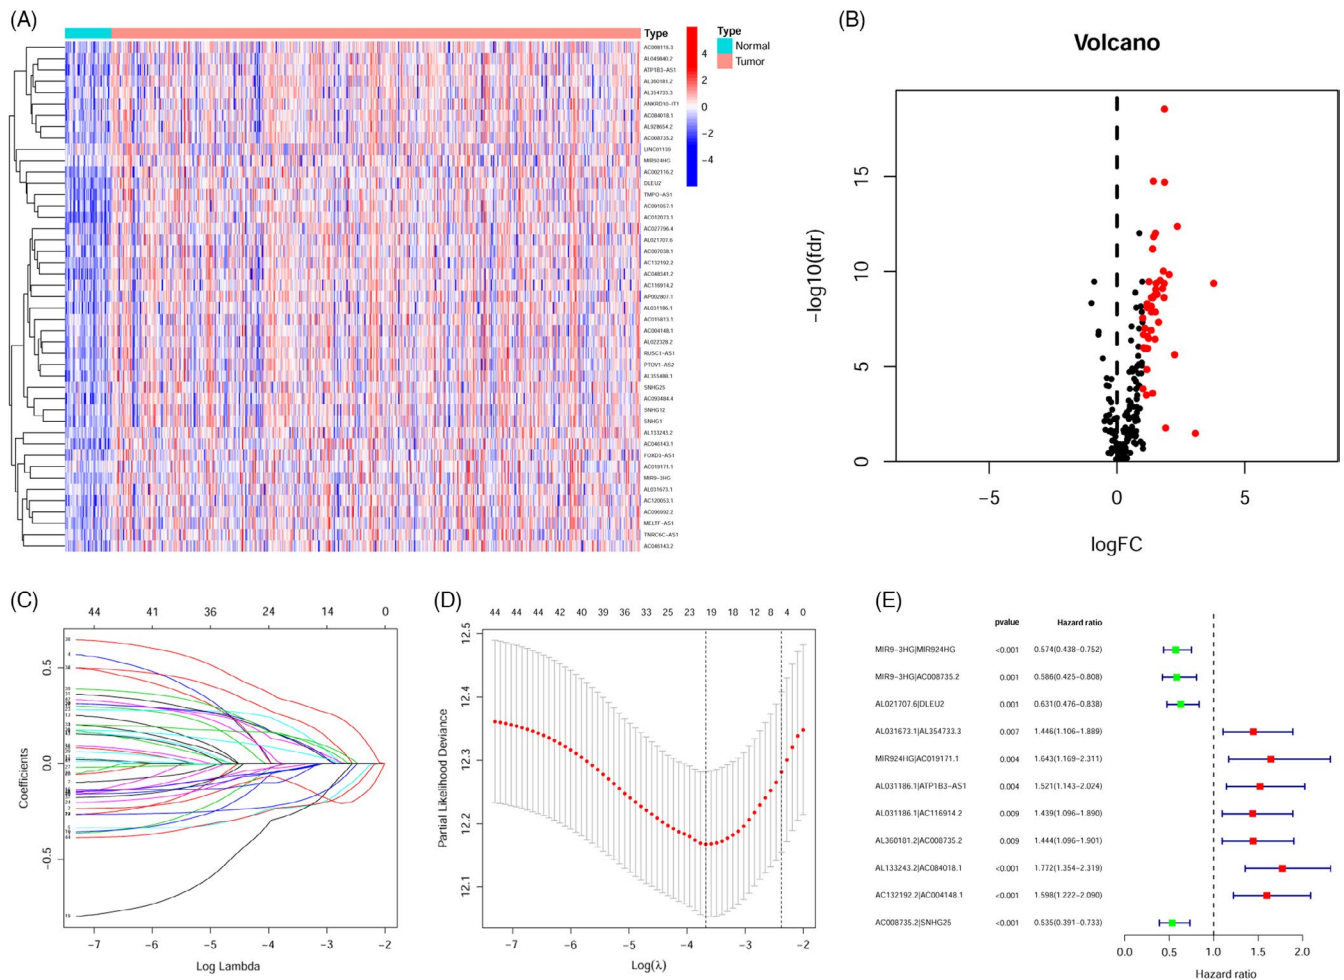 (A)
Type
Type
Normal
Tumor
4
2
0
−2
−4
AC008115.3
AL049840.2
ATP1B3−AS1
AL360181.2
AL354733.3
ANKRD10−IT1
AC084018.1
AL928654.2
AC008735.2
LINC01138
MIR924HG
AC002116.2
DLEU2
TMPO−AS1
AC091057.1
AC012073.1
AC027796.4
AL021707.6
AC007038.1
AC132192.2
AC048341.2
AC116914.2
AP002807.1
AL031186.1
AC015813.1
AC004148.1
AL022328.2
RUSC1−AS1
PTOV1−AS2
AL355488.1
SNHG25
AC093484.4
SNHG12
SNHG1
AL133243.2
AC046143.1
FOXD3−AS1
AC019171.1
MIR9−3HG
AL031673.1
AC120053.1
AC006992.2
MELTF−AS1
TNRC6C−AS1
AC046143.2
(B)
Volcano
−log10(fdr)
15
10
5
0
−5 0 5
logFC
(C)
44 41 36 24 14 0
Coefficients
0.5
0.0
−0.5
−7 −6 −5 −4 −3 −2
Log Lambda
(D)
44 44 44 42 40 39 36 33 25 23 19 18 12 8 4 0
Partial Likelihood Deviance
12.5
12.4
12.3
12.2
12.1
−7 −6 −5 −4 −3 −2
Log(λ)
(E)
pvalue Hazard ratio
MIR9−3HG|MIR924HG <0.001 0.574(0.438−0.752)
MIR9−3HG|AC008735.2 0.001 0.586(0.425−0.808)
AL021707.6|DLEU2 0.001 0.631(0.476−0.838)
AL031673.1|AL354733.3 0.007 1.446(1.106−1.889)
MIR924HG|AC019171.1 0.004 1.643(1.169−2.311)
AL031186.1|ATP1B3−AS1 0.004 1.521(1.143−2.024)
AL031186.1|AC116914.2 0.009 1.439(1.096−1.890)
AL360181.2|AC008735.2 0.009 1.444(1.096−1.901)
AL133243.2|AC084018.1 <0.001 1.772(1.354−2.319)
AC132192.2|AC004148.1 <0.001 1.598(1.222−2.090)
AC008735.2|SNHG25 <0.001 0.535(0.391−0.733)
0.0 0.5 1.0 1.5 2.0
Hazard ratio